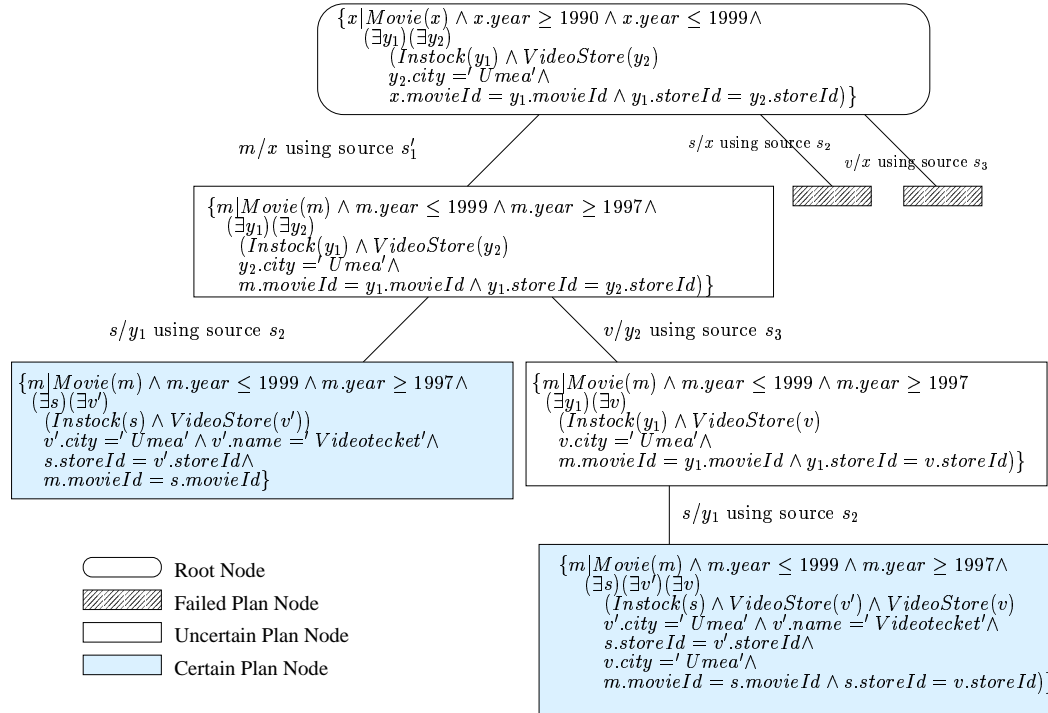 {x|Movie(x) ∧ x.year ≥ 1990 ∧ x.year ≤ 1999∧
(∃y₁)(∃y₂)
(Instock(y₁) ∧ VideoStore(y₂)
y₂.city =′ Umea′∧
x.movieId = y₁.movieId ∧ y₁.storeId = y₂.storeId)}
m/x using source s′₁
s/x using source s₂
v/x using source s₃
{m|Movie(m) ∧ m.year ≤ 1999 ∧ m.year ≥ 1997∧
(∃y₁)(∃y₂)
(Instock(y₁) ∧ VideoStore(y₂)
y₂.city =′ Umea′∧
m.movieId = y₁.movieId ∧ y₁.storeId = y₂.storeId)}
s/y₁ using source s₂
v/y₂ using source s₃
{m|Movie(m) ∧ m.year ≤ 1999 ∧ m.year ≥ 1997∧
(∃s)(∃v′)
(Instock(s) ∧ VideoStore(v′))
v′.city =′ Umea′ ∧ v′.name =′ Videotecket′∧
s.storeId = v′.storeId∧
m.movieId = s.movieId}
{m|Movie(m) ∧ m.year ≤ 1999 ∧ m.year ≥ 1997
(∃y₁)(∃v)
(Instock(y₁) ∧ VideoStore(v)
v.city =′ Umea′∧
m.movieId = y₁.movieId ∧ y₁.storeId = v.storeId)}
s/y₁ using source s₂
{m|Movie(m) ∧ m.year ≤ 1999 ∧ m.year ≥ 1997∧
(∃s)(∃v′)(∃v)
(Instock(s) ∧ VideoStore(v′) ∧ VideoStore(v)
v′.city =′ Umea′ ∧ v′.name =′ Videotecket′∧
s.storeId = v′.storeId∧
v.city =′ Umea′∧
m.movieId = s.movieId ∧ s.storeId = v.storeId)}
Root Node
Failed Plan Node
Uncertain Plan Node
Certain Plan Node